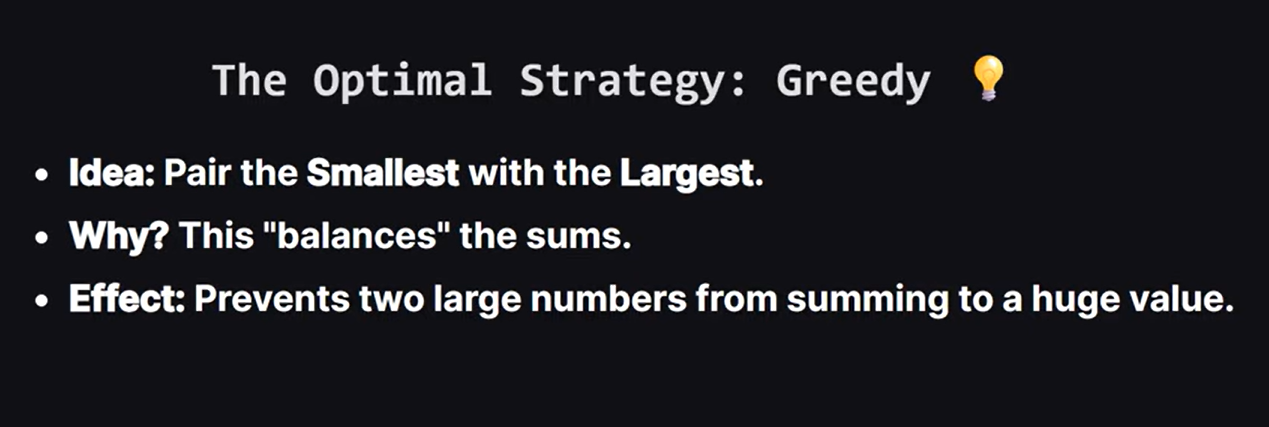 The Optimal Strategy: Greedy 💡
• Idea: Pair the Smallest with the Largest.
• Why? This "balances" the sums.
• Effect: Prevents two large numbers from summing to a huge value.